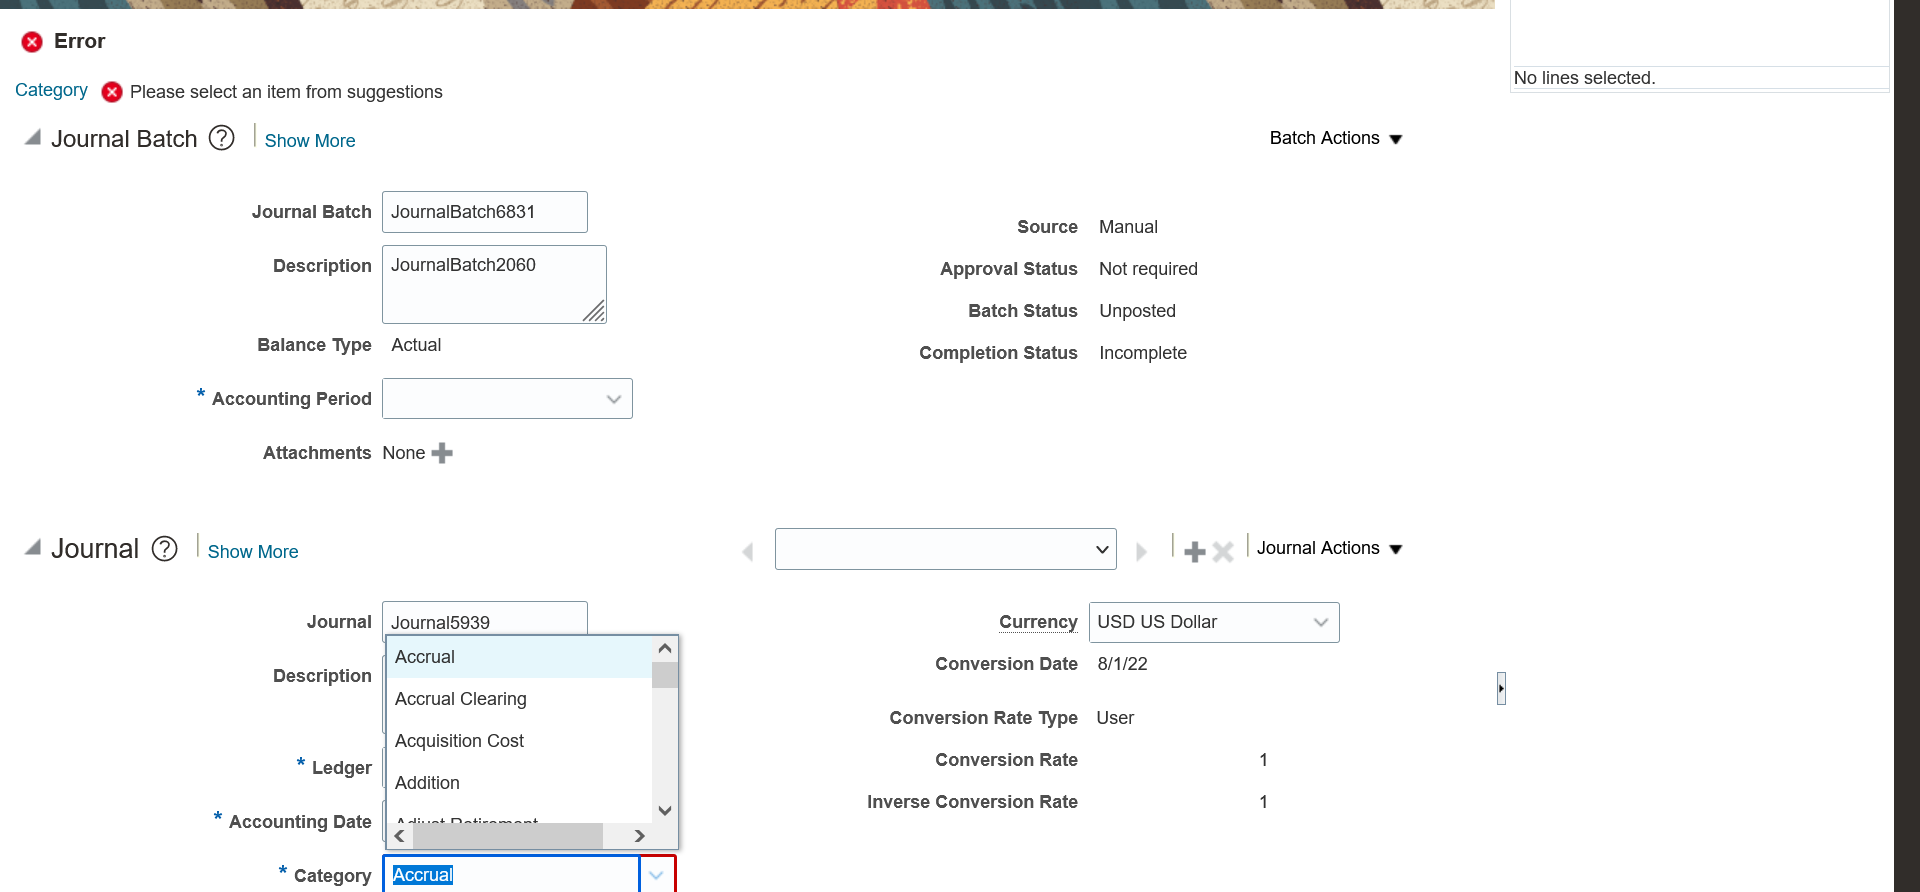 Error
No lines selected.
Category Please select an item from suggestions
Journal Batch ? Show More
Batch Actions
Journal Batch JournalBatch6831
Source Manual
Description JournalBatch2060
Approval Status Not required
Batch Status Unposted
Balance Type Actual
Completion Status Incomplete
* Accounting Period
Attachments None
Journal ? Show More
Journal Actions
Journal Journal5939
Currency USD US Dollar
Accrual
Conversion Date 8/1/22
Description
Accrual Clearing
Conversion Rate Type User
Acquisition Cost
Conversion Rate 1
* Ledger
Addition
Inverse Conversion Rate 1
* Accounting Date
Adjust Retirement
* Category Accrual